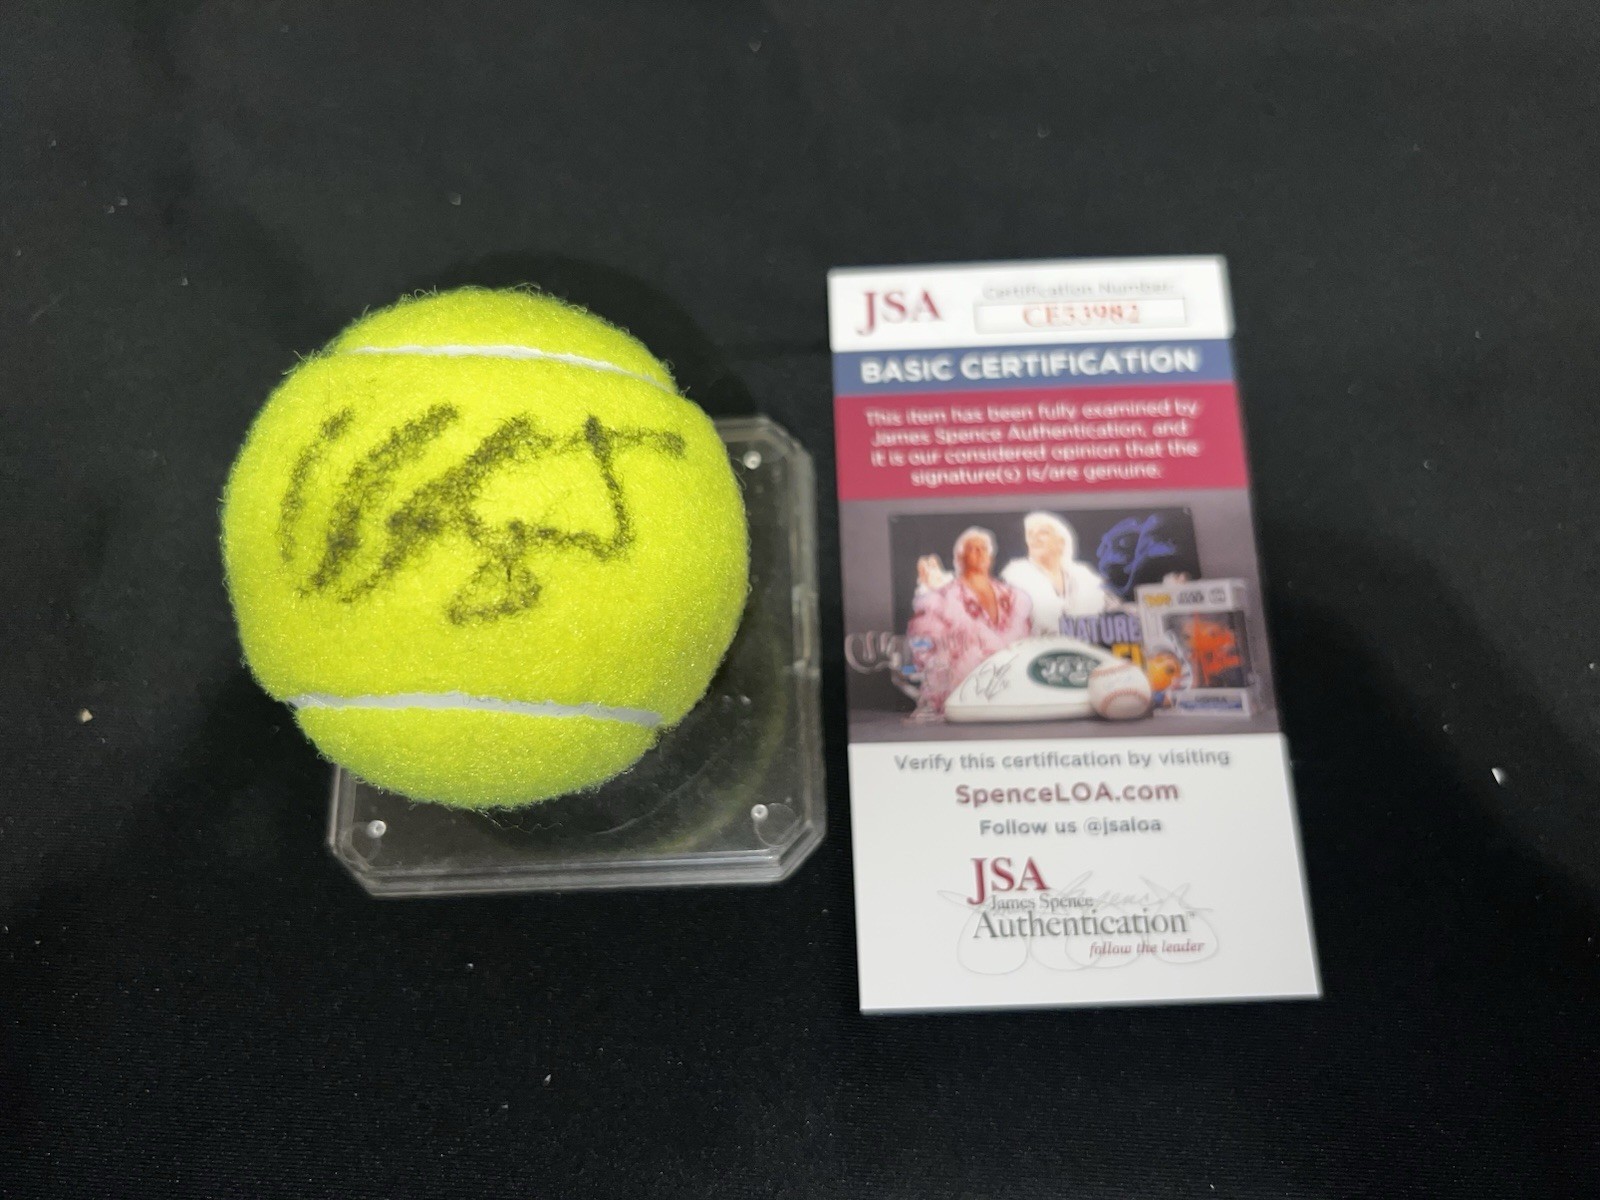 JSA
Certification Number:
CE53982
BASIC CERTIFICATION
This item has been fully examined by
James Spence Authentication, and
it is our considered opinion that the
signature(s) is/are genuine.
NATURE
JETS
Verify this certification by visiting
SpenceLOA.com
Follow us @jsaloa
JSA
James Spence
Authentication
follow the leader